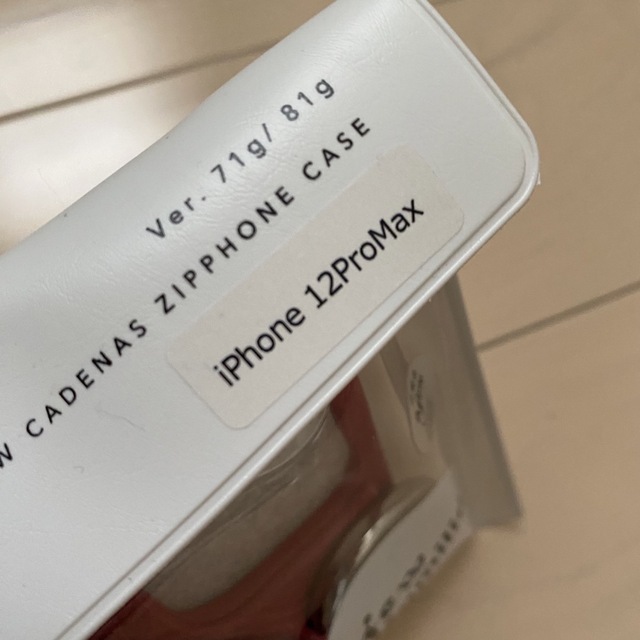 Ver. 71g/ 81g
W CADENAS ZIPPHONE CASE
iPhone 12ProMax